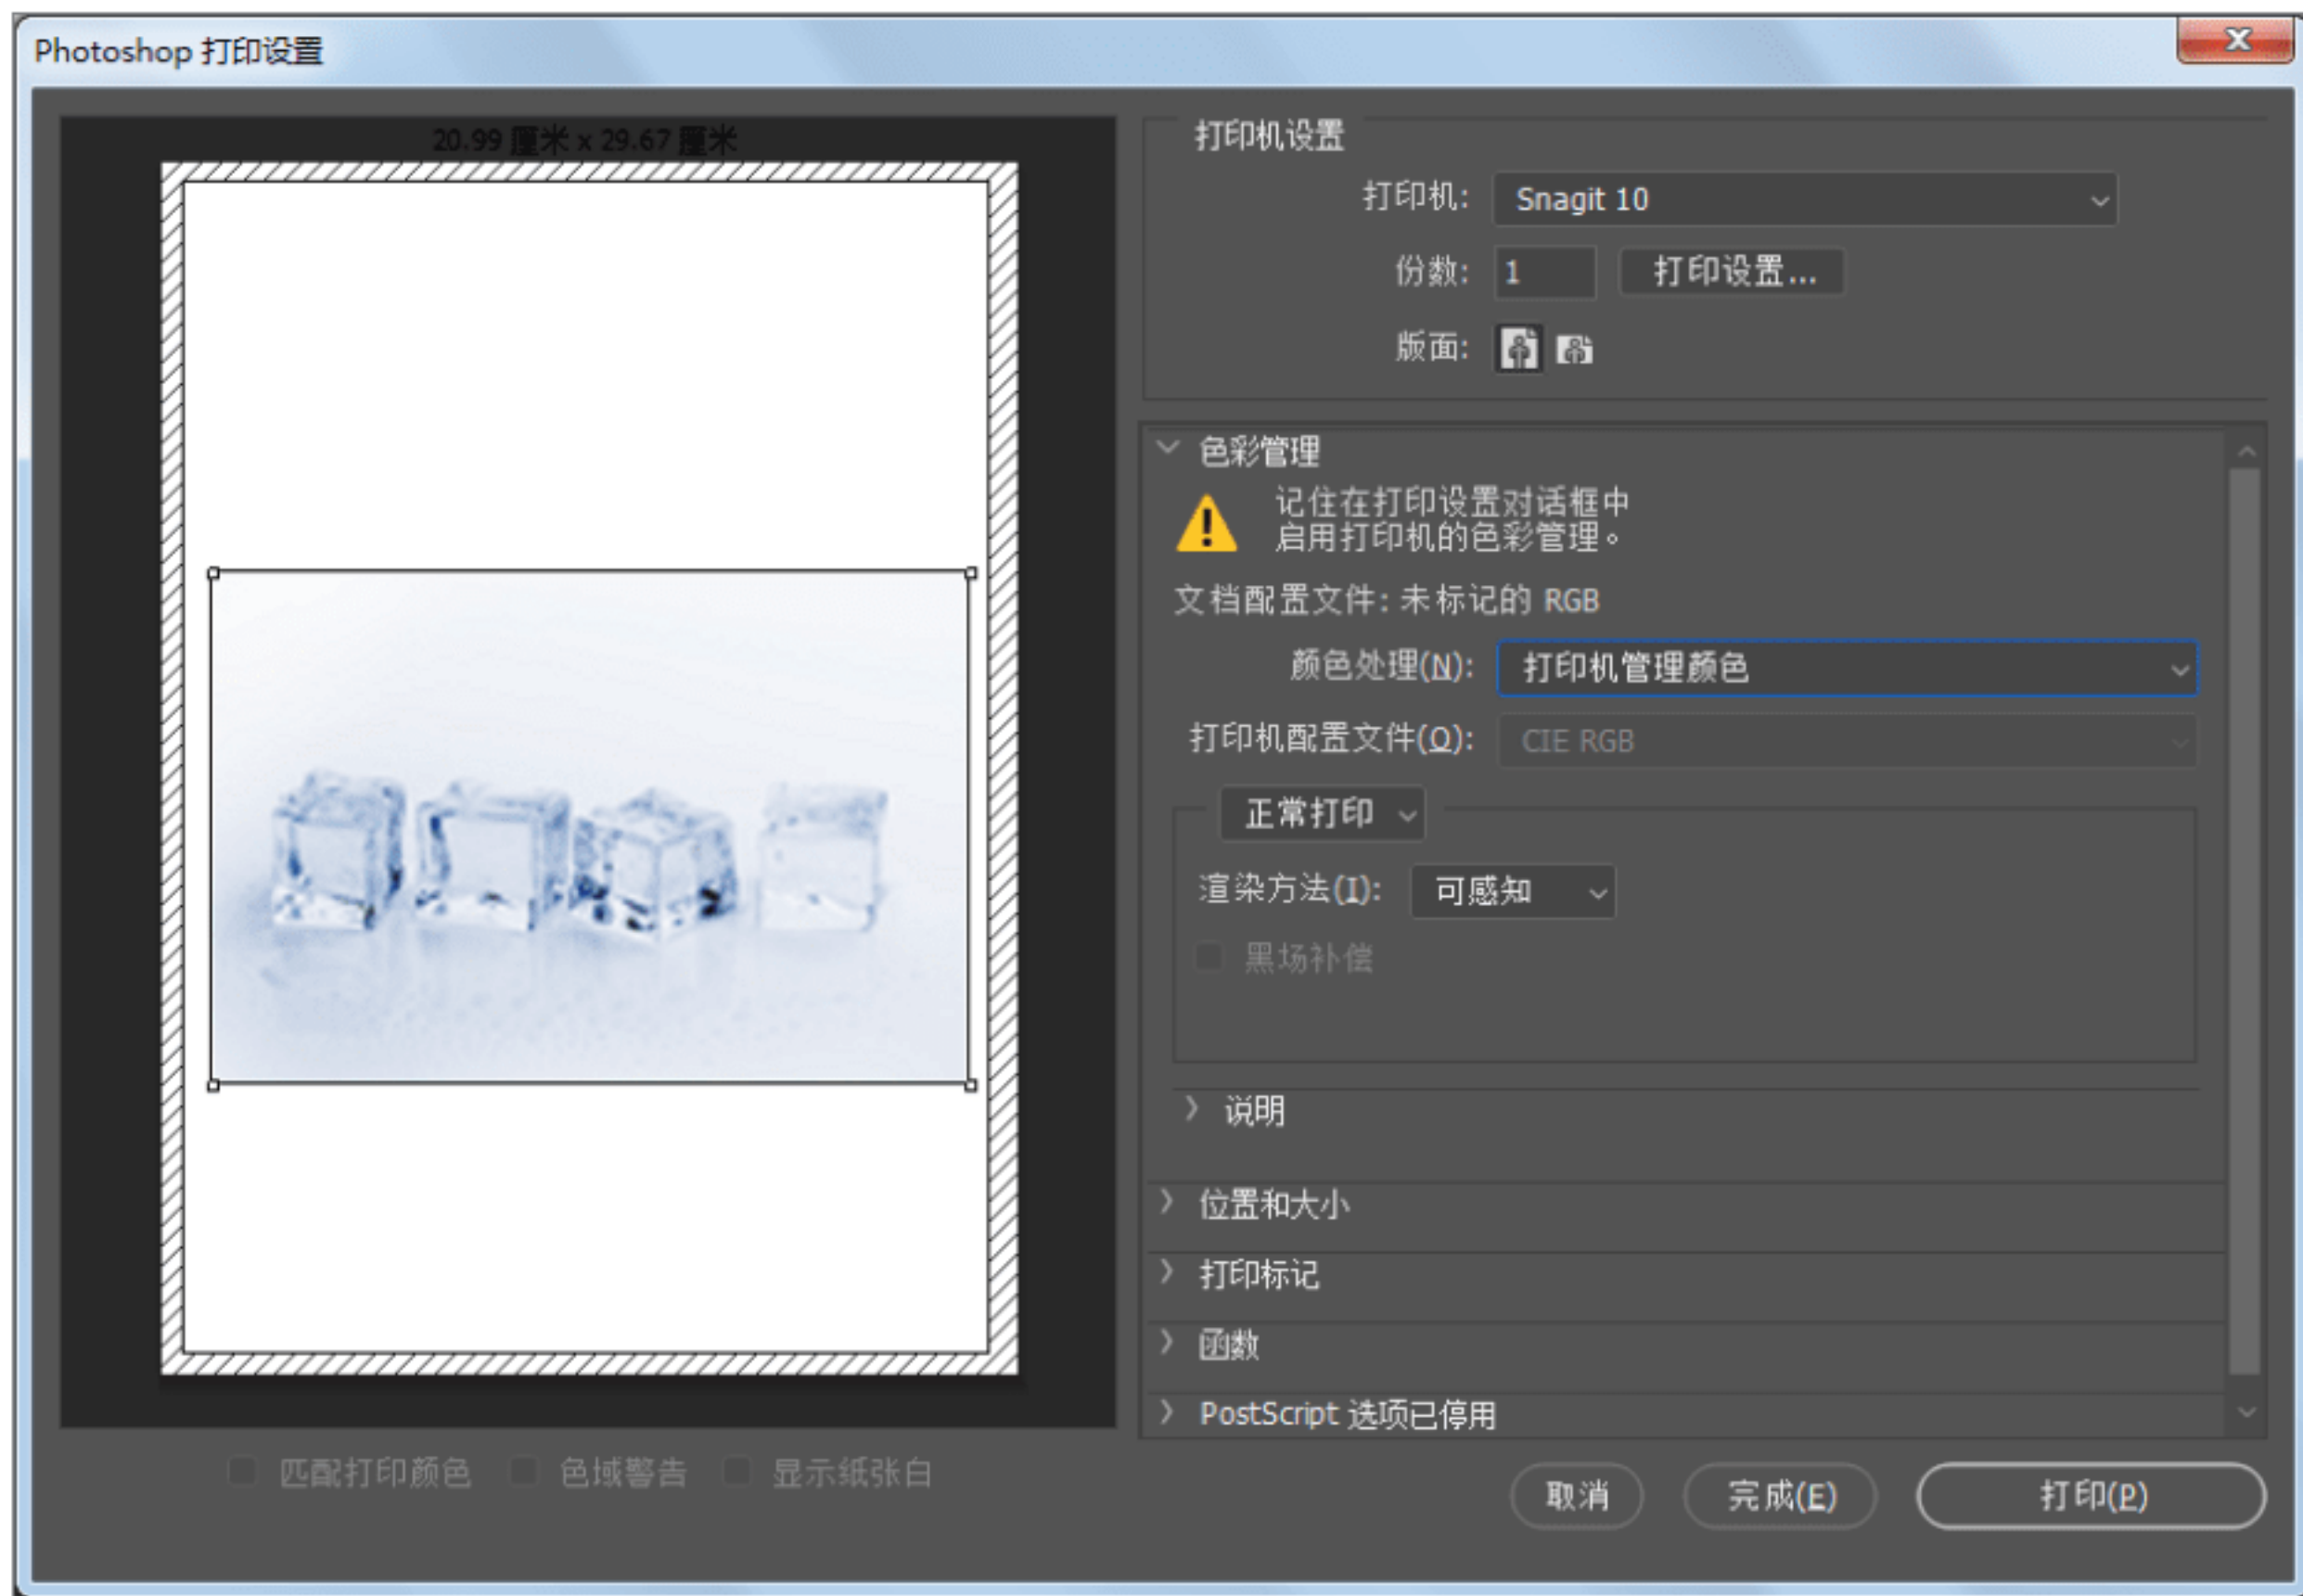 Photoshop 打印设置
20.99 厘米 x 29.67 厘米
打印机设置
打印机: Snagit 10
份数: 1 打印设置...
版面:
色彩管理
记住在打印设置对话框中
启用打印机的色彩管理。
文档配置文件: 未标记的 RGB
颜色处理(N): 打印机管理颜色
打印机配置文件(O): CIE RGB
正常打印
渲染方法(I): 可感知
黑场补偿
说明
位置和大小
打印标记
函数
PostScript 选项已停用
匹配打印颜色 色域警告 显示纸张白
取消 完成(E) 打印(P)